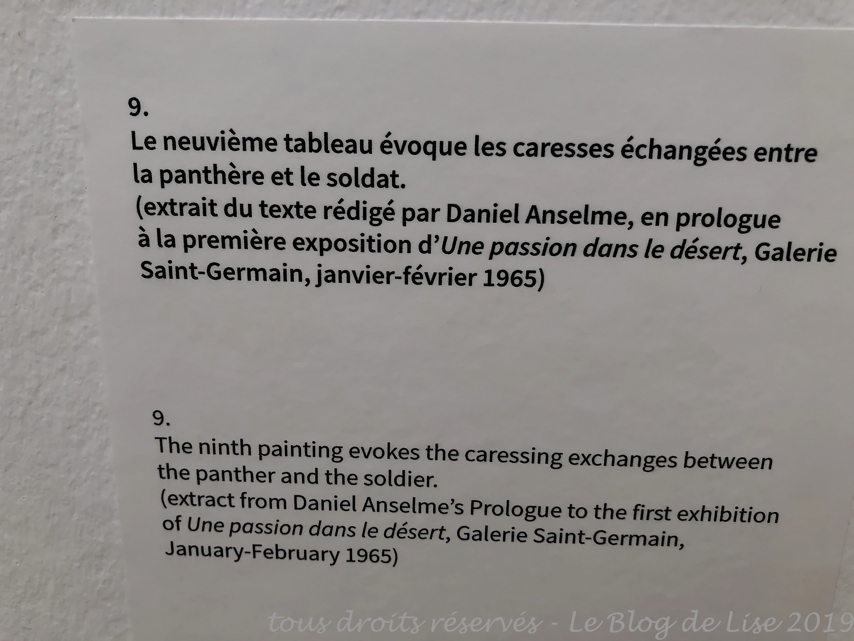 9.
Le neuvième tableau évoque les caresses échangées entre
la panthère et le soldat.
(extrait du texte rédigé par Daniel Anselme, en prologue
à la première exposition d’Une passion dans le désert, Galerie
Saint-Germain, janvier-février 1965)
9.
The ninth painting evokes the caressing exchanges between
the panther and the soldier.
(extract from Daniel Anselme’s Prologue to the first exhibition
of Une passion dans le désert, Galerie Saint-Germain,
January-February 1965)
tous droits réservés - Le Blog de Lise 2019